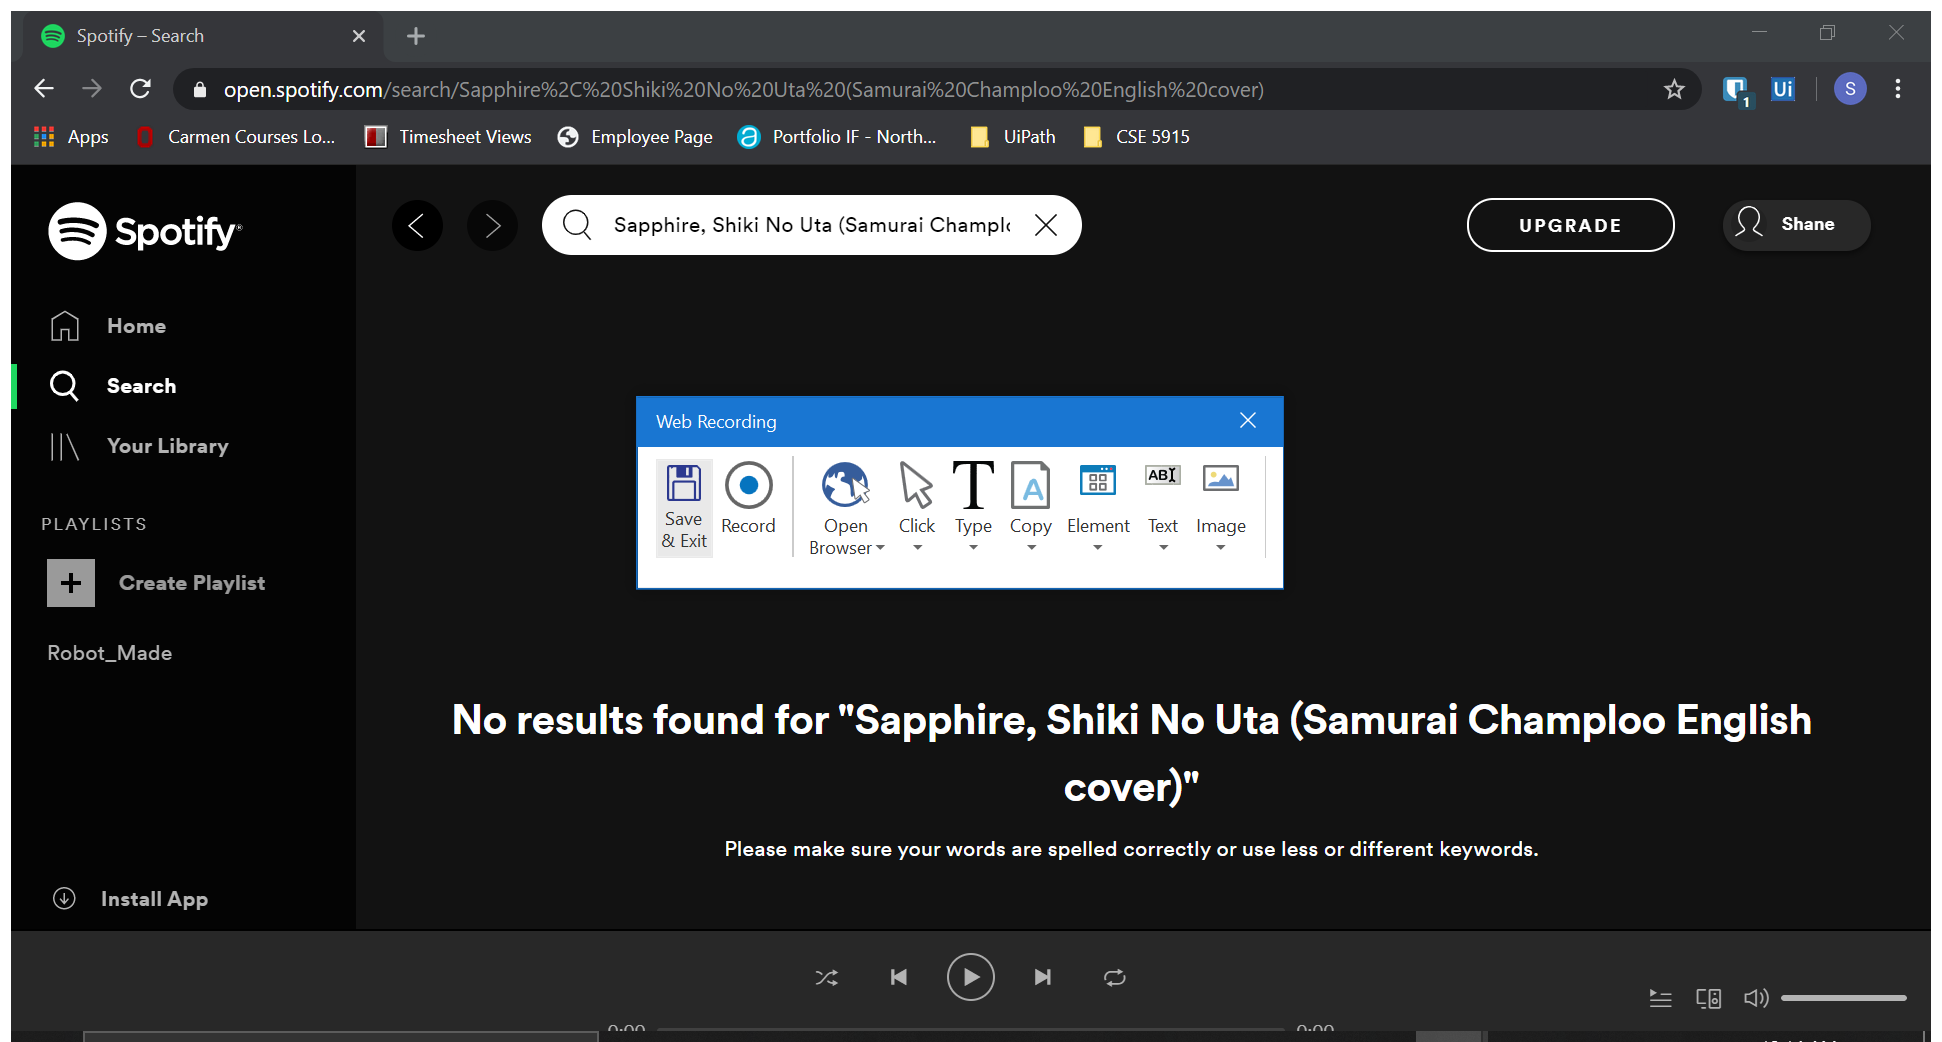 Spotify – Search
open.spotify.com/search/Sapphire%2C%20Shiki%20No%20Uta%20(Samurai%20Champloo%20English%20cover)
1
Ui
S
Apps
Carmen Courses Lo...
Timesheet Views
Employee Page
Portfolio IF - North...
UiPath
CSE 5915
Spotify
Sapphire, Shiki No Uta (Samurai Champlo
UPGRADE
Shane
Home
Search
Your Library
PLAYLISTS
Create Playlist
Robot_Made
Install App
Web Recording
Save & Exit
Record
Open Browser
Click
Type
Copy
Element
Text
Image
No results found for "Sapphire, Shiki No Uta (Samurai Champloo English
cover)"
Please make sure your words are spelled correctly or use less or different keywords.
0:00
0:00